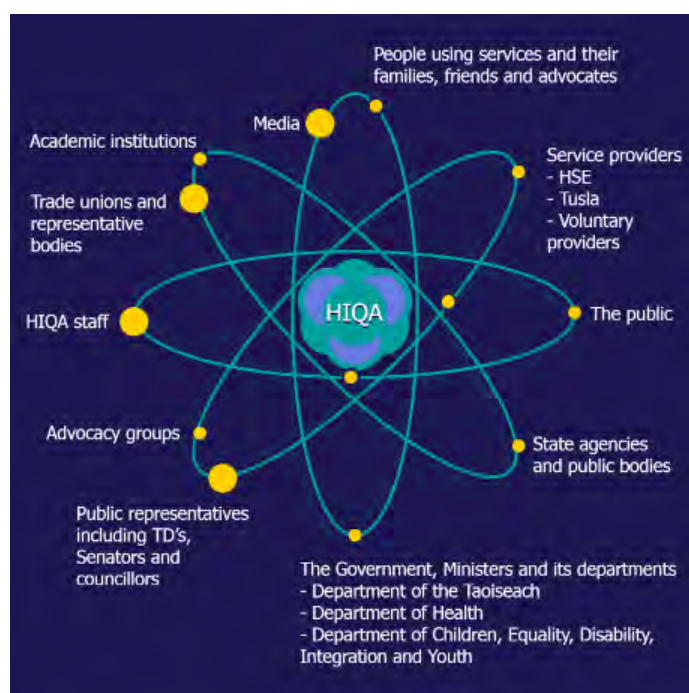 People using services and their
families, friends and advocates
Media
Academic institutions
Service providers
- HSE
- Tusla
- Voluntary
providers
Trade unions and
representative
bodies
HIQA
HIQA staff
The public
Advocacy groups
State agencies
and public bodies
Public representatives
including TD's,
Senators and
councillors
The Government, Ministers and its departments
- Department of the Taoiseach
- Department of Health
- Department of Children, Equality, Disability,
Integration and Youth